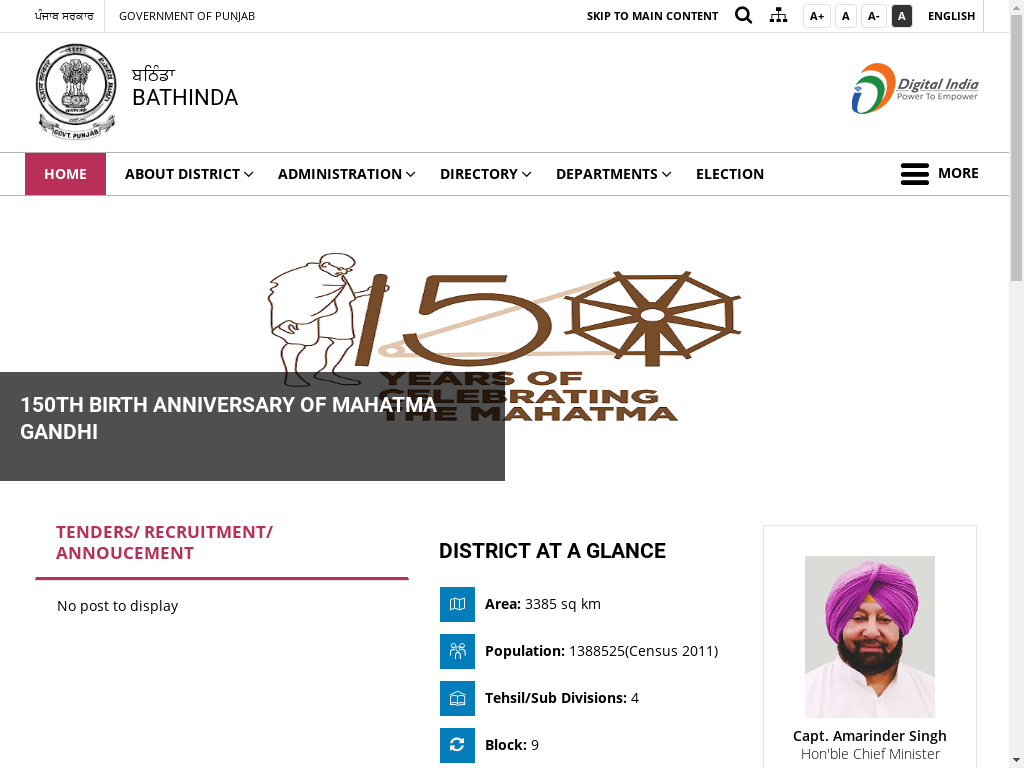 ਪੰਜਾਬ ਸਰਕਾਰ
GOVERNMENT OF PUNJAB
SKIP TO MAIN CONTENT
A+
A
A-
A
ENGLISH
ਬਠਿੰਡਾ
BATHINDA
GOVT. PUNJAB
Digital India
Power To Empower
HOME
ABOUT DISTRICT
ADMINISTRATION
DIRECTORY
DEPARTMENTS
ELECTION
MORE
150
YEARS OF
CELEBRATING
THE MAHATMA
150TH BIRTH ANNIVERSARY OF MAHATMA
GANDHI
TENDERS/ RECRUITMENT/
ANNOUCEMENT
No post to display
DISTRICT AT A GLANCE
Area: 3385 sq km
Population: 1388525(Census 2011)
Tehsil/Sub Divisions: 4
Block: 9
Capt. Amarinder Singh
Hon'ble Chief Minister